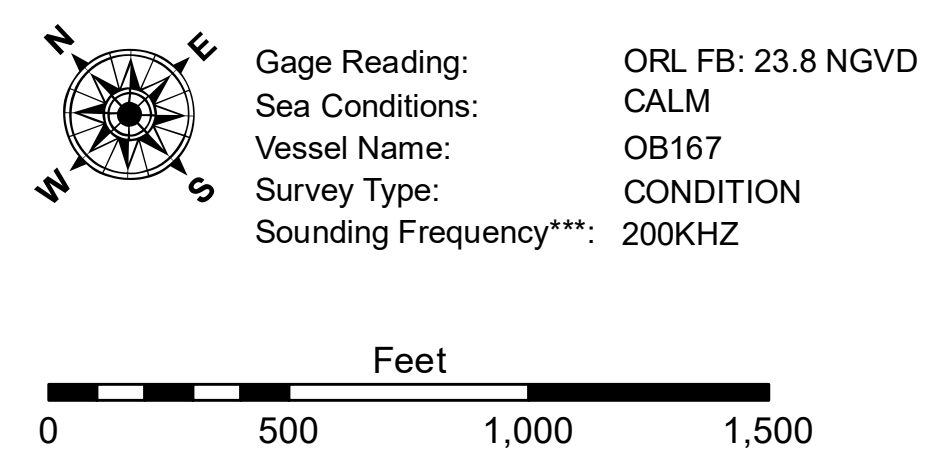 N E
W S
Gage Reading: ORL FB: 23.8 NGVD
Sea Conditions: CALM
Vessel Name: OB167
Survey Type: CONDITION
Sounding Frequency***: 200KHZ
Feet
0 500 1,000 1,500